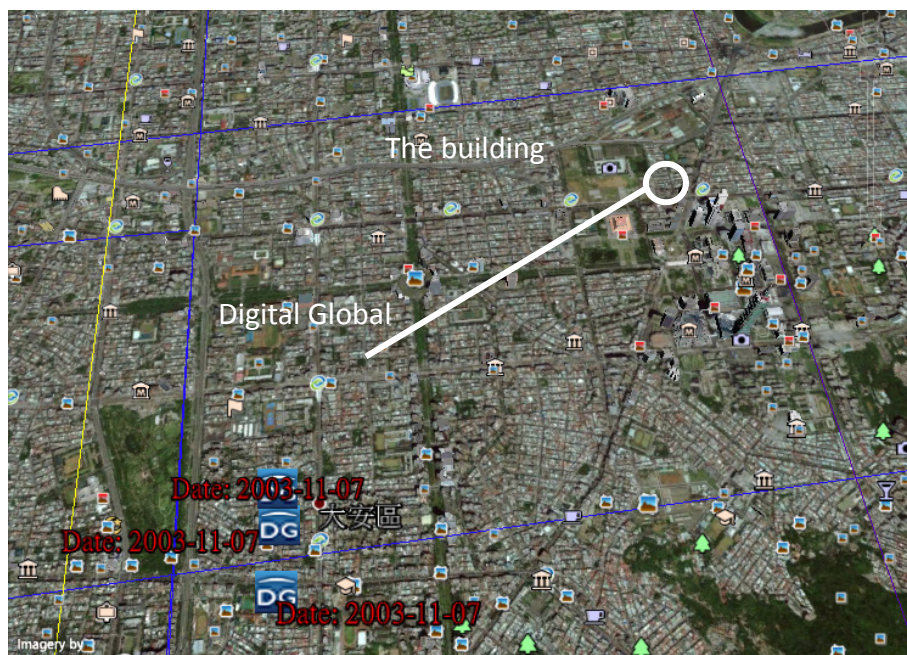 The building
Digital Global
Date: 2003-11-07
大安區
DG
Date: 2003-11-07
DG
Date: 2003-11-07
Imagery by